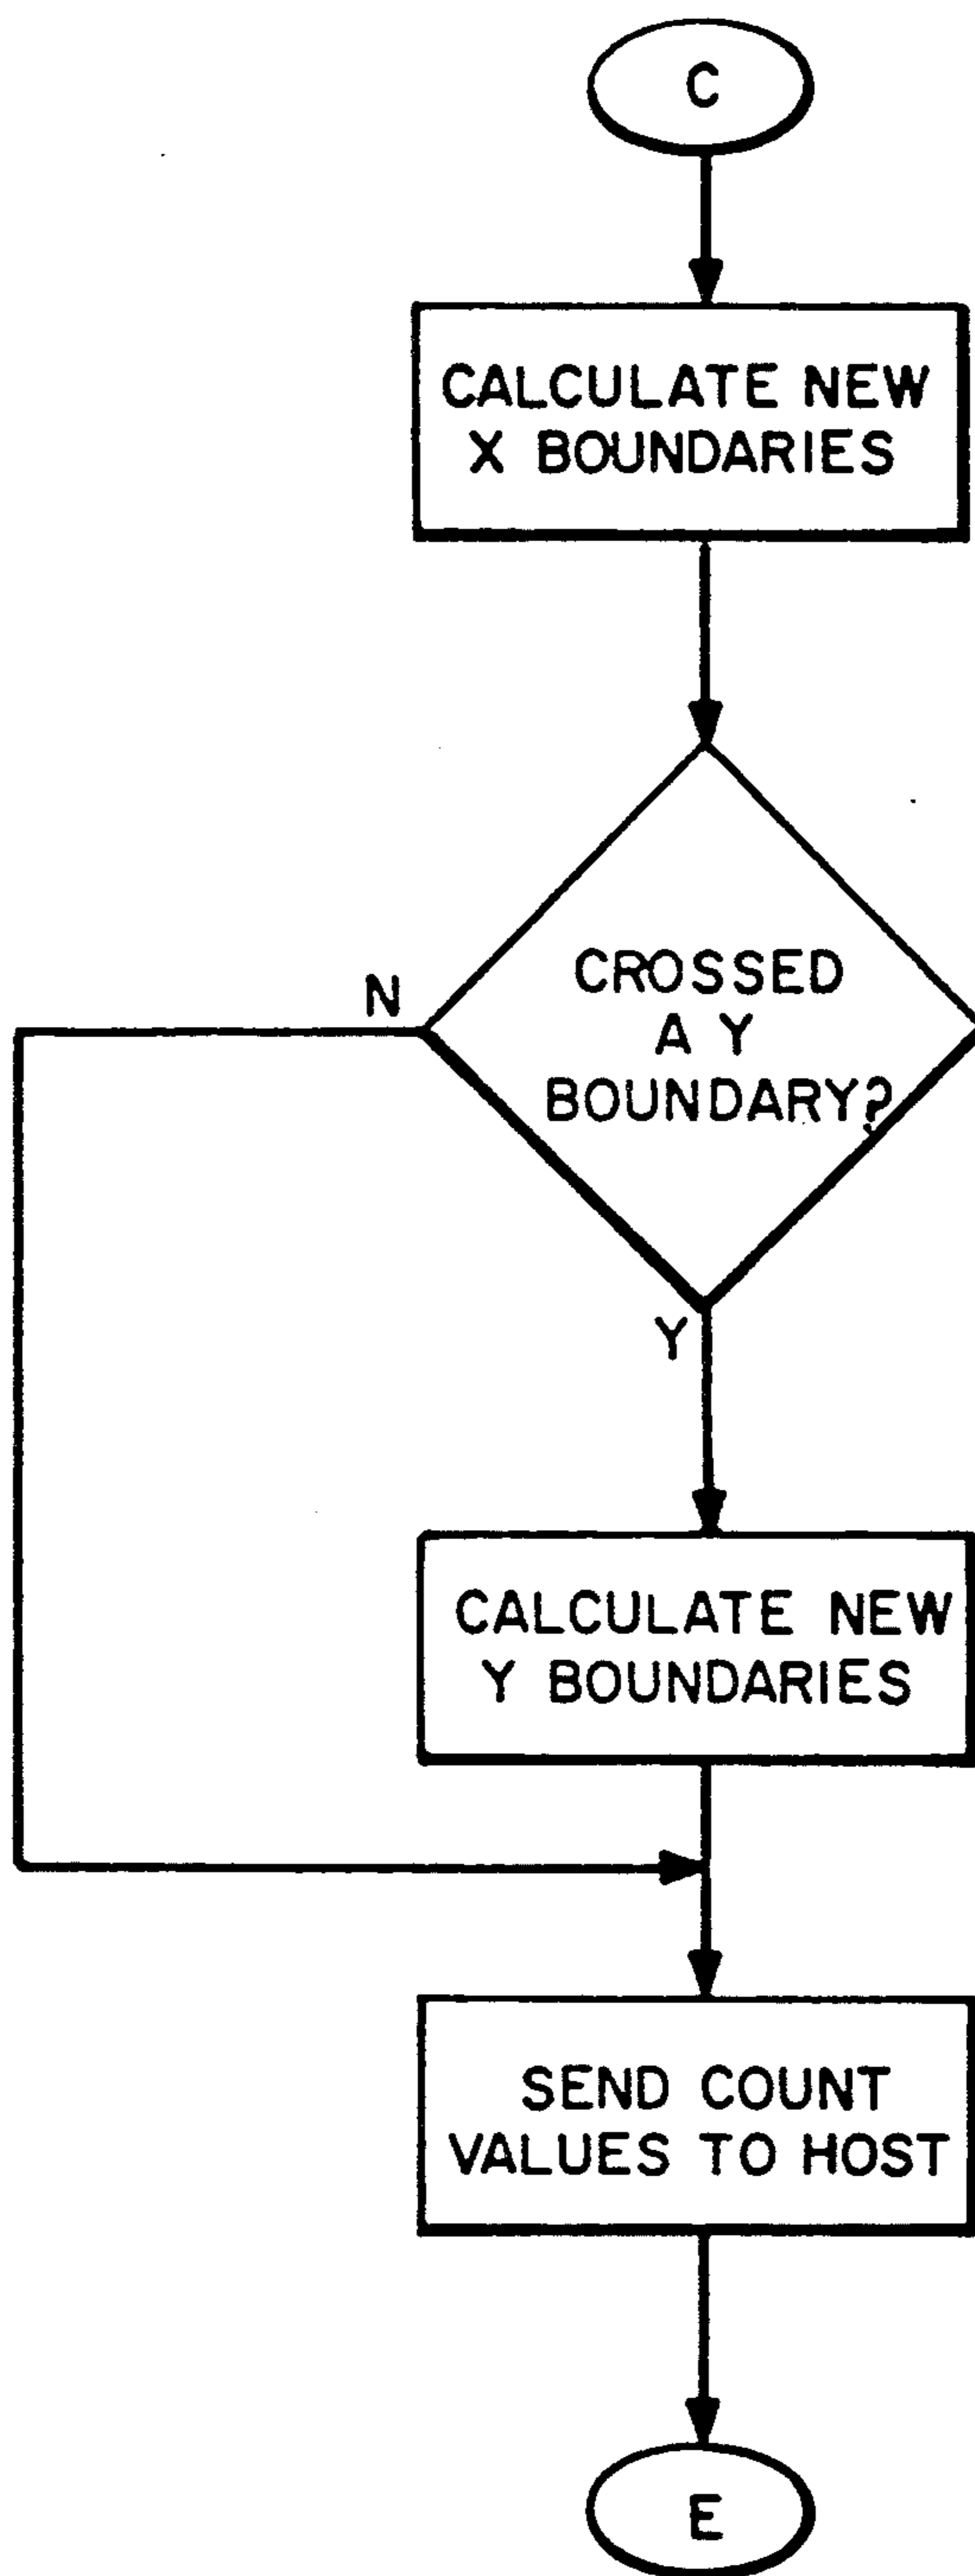 C
CALCULATE NEW
X BOUNDARIES
CROSSED
A Y
BOUNDARY?
N
Y
CALCULATE NEW
Y BOUNDARIES
SEND COUNT
VALUES TO HOST
E